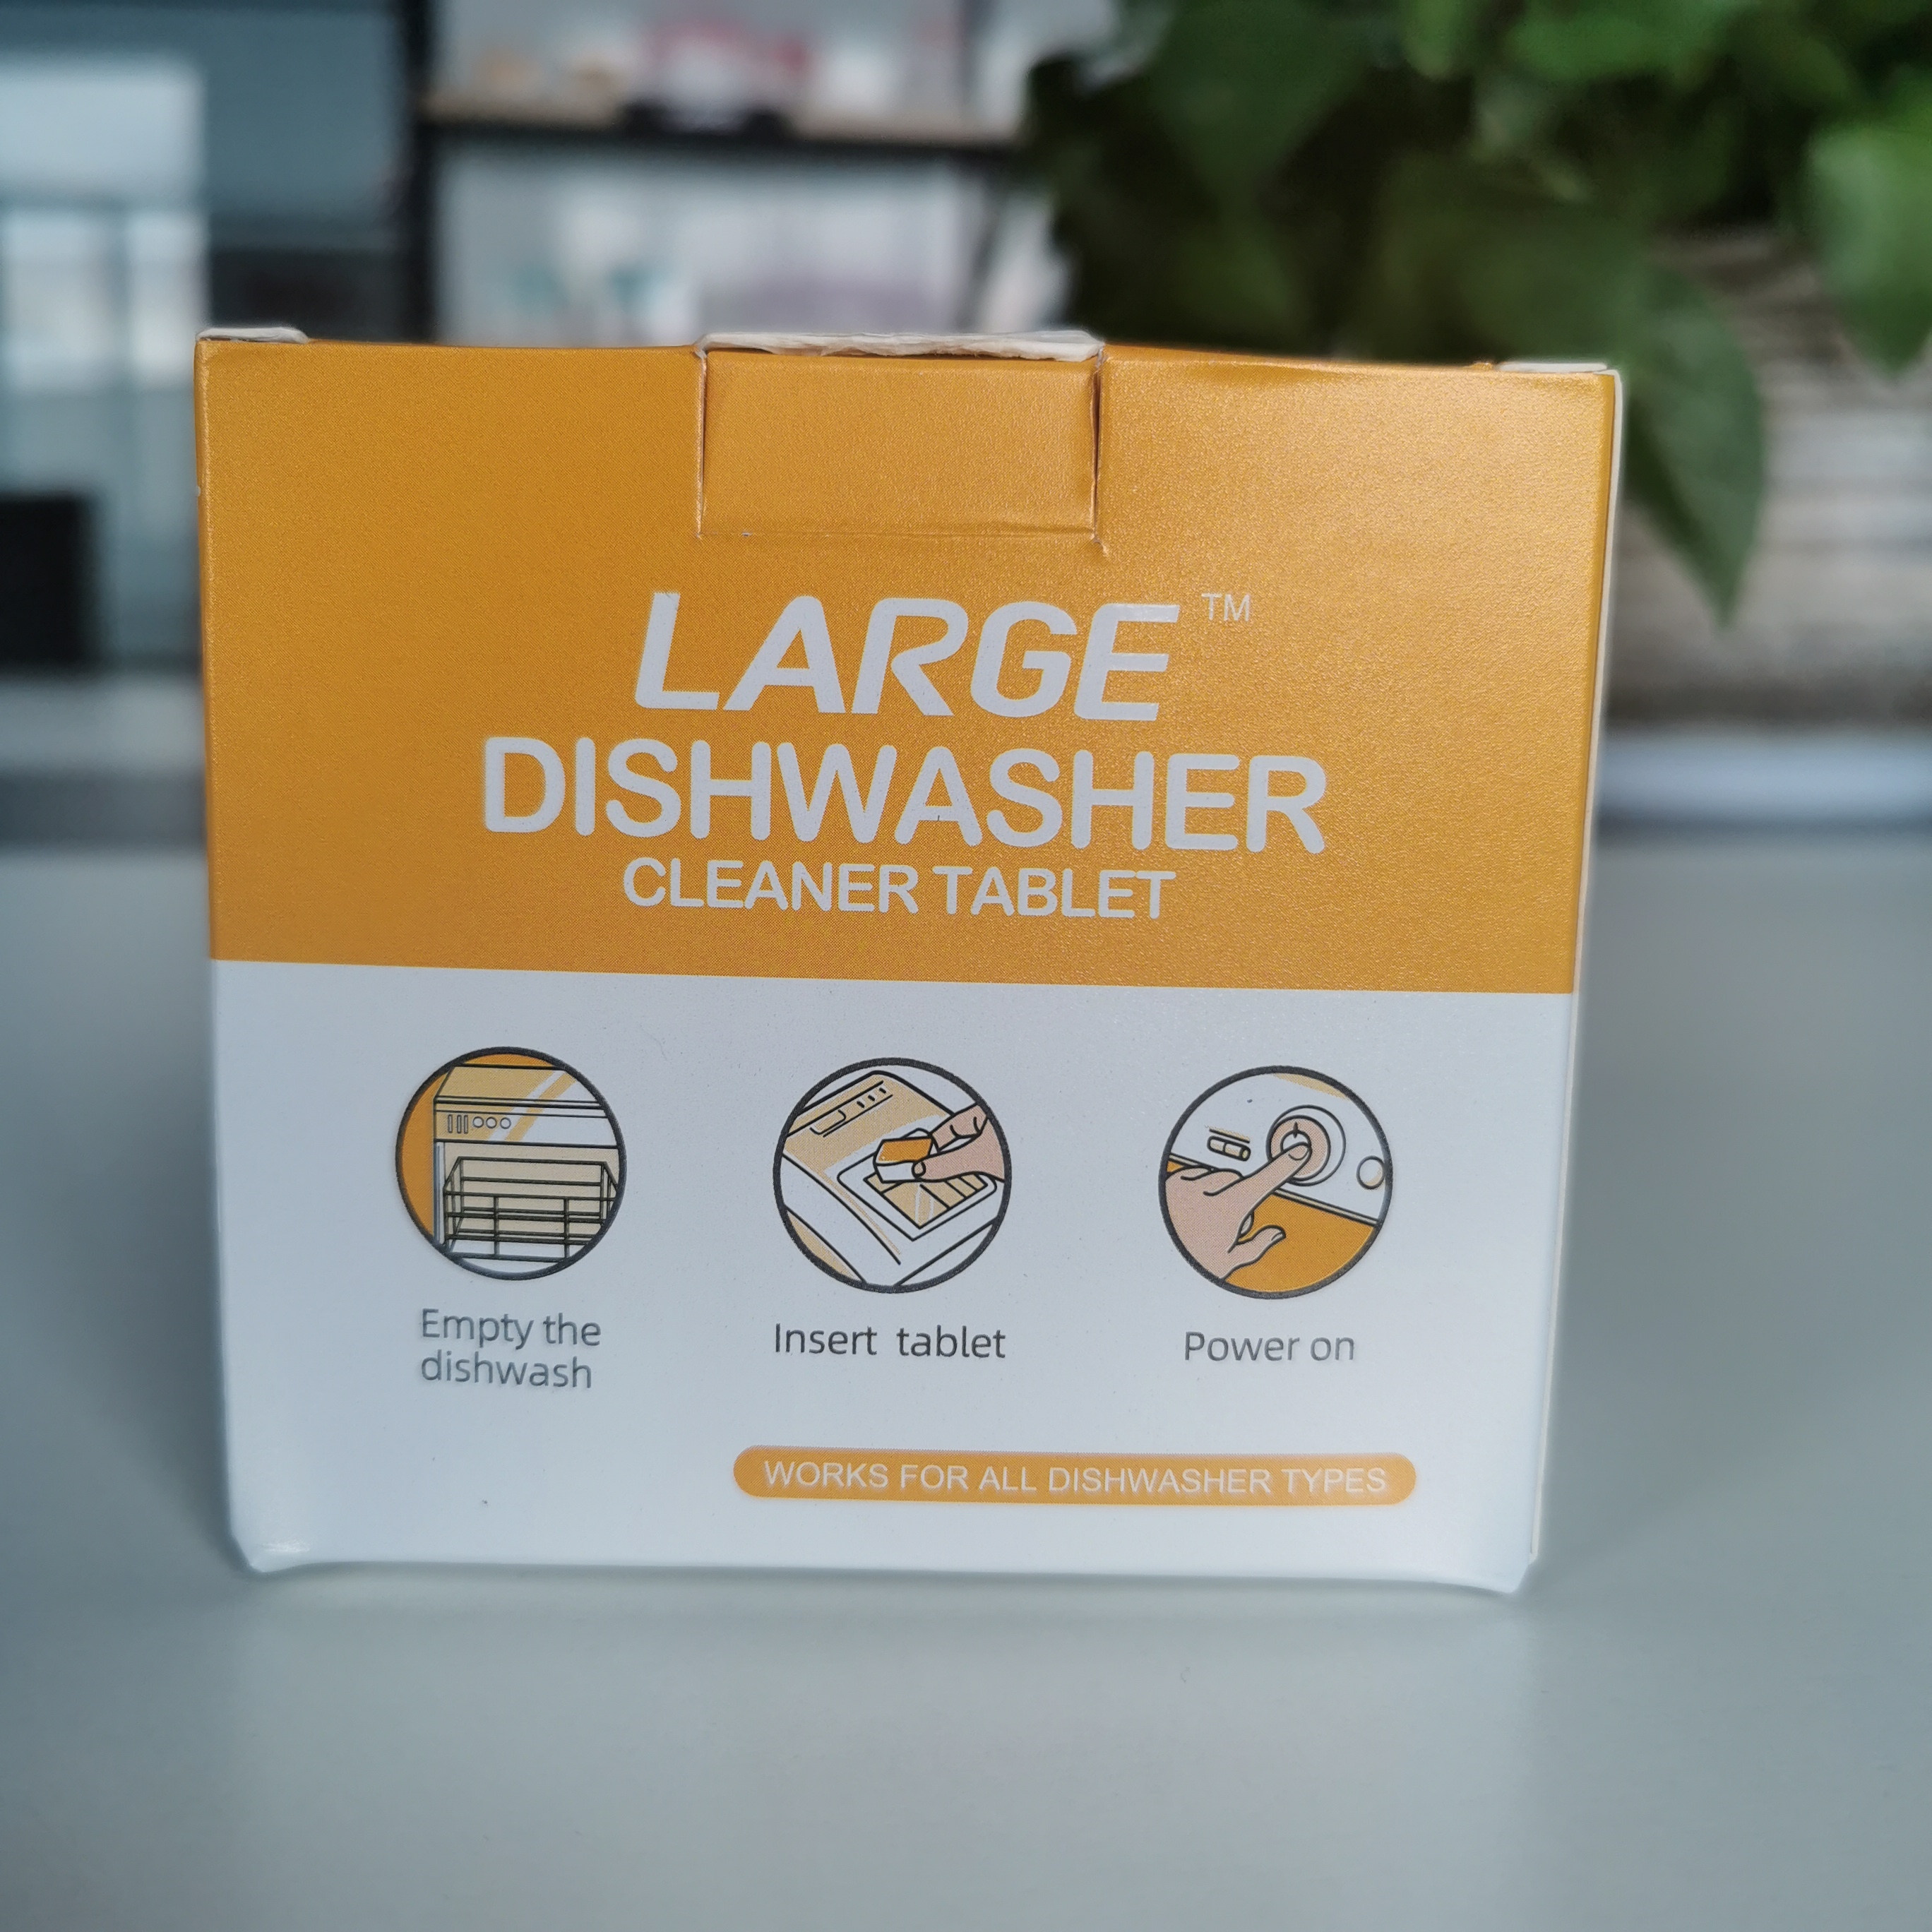 LARGE™
DISHWASHER
CLEANER TABLET
Empty the
dishwash
Insert tablet
Power on
WORKS FOR ALL DISHWASHER TYPES